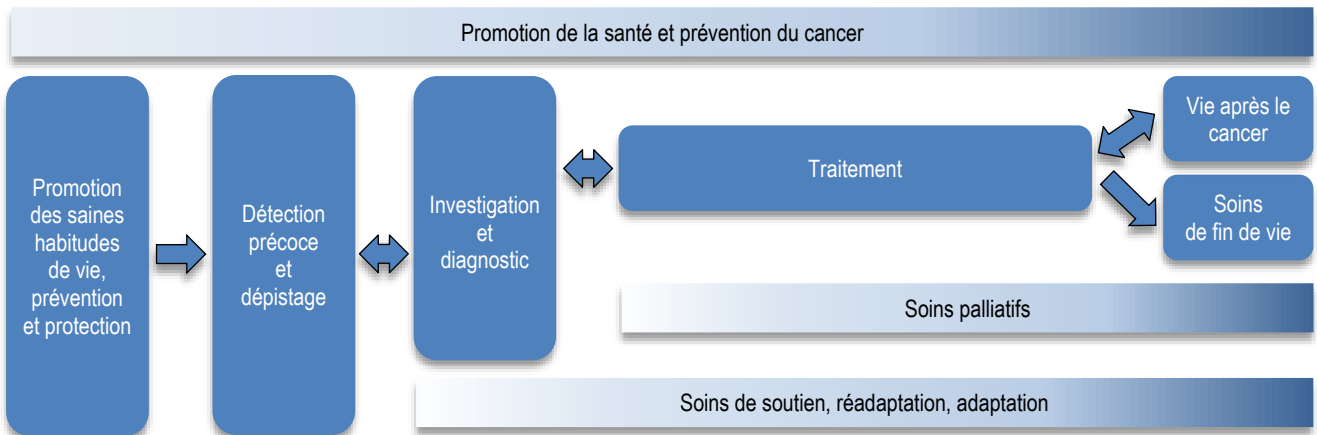 Promotion de la santé et prévention du cancer
Promotion
des saines
habitudes
de vie,
prévention
et protection
Détection
précoce
et
dépistage
Investigation
et
diagnostic
Traitement
Vie après le
cancer
Soins
de fin de vie
Soins palliatifs
Soins de soutien, réadaptation, adaptation